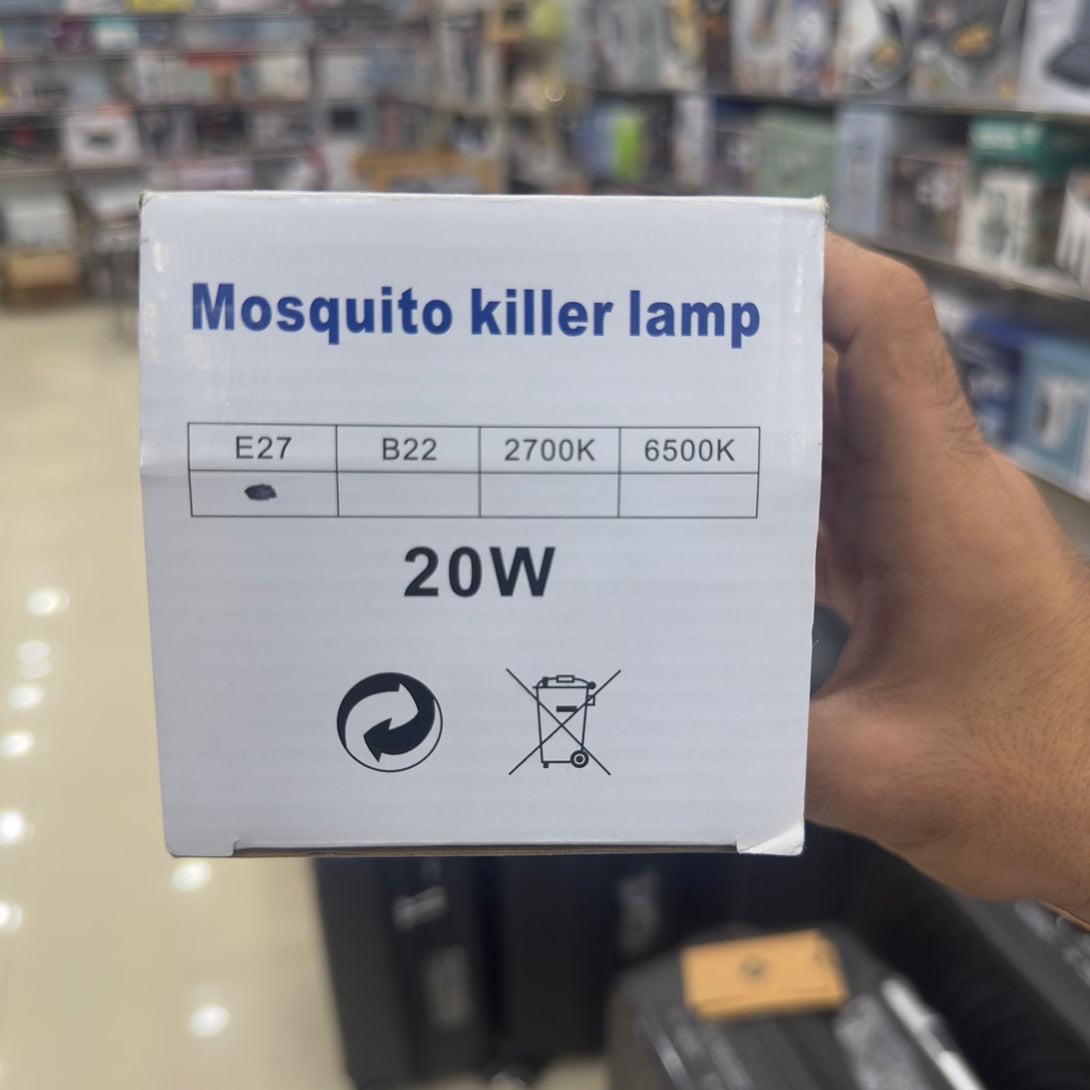 Mosquito killer lamp
E27 B22 2700K 6500K
20W